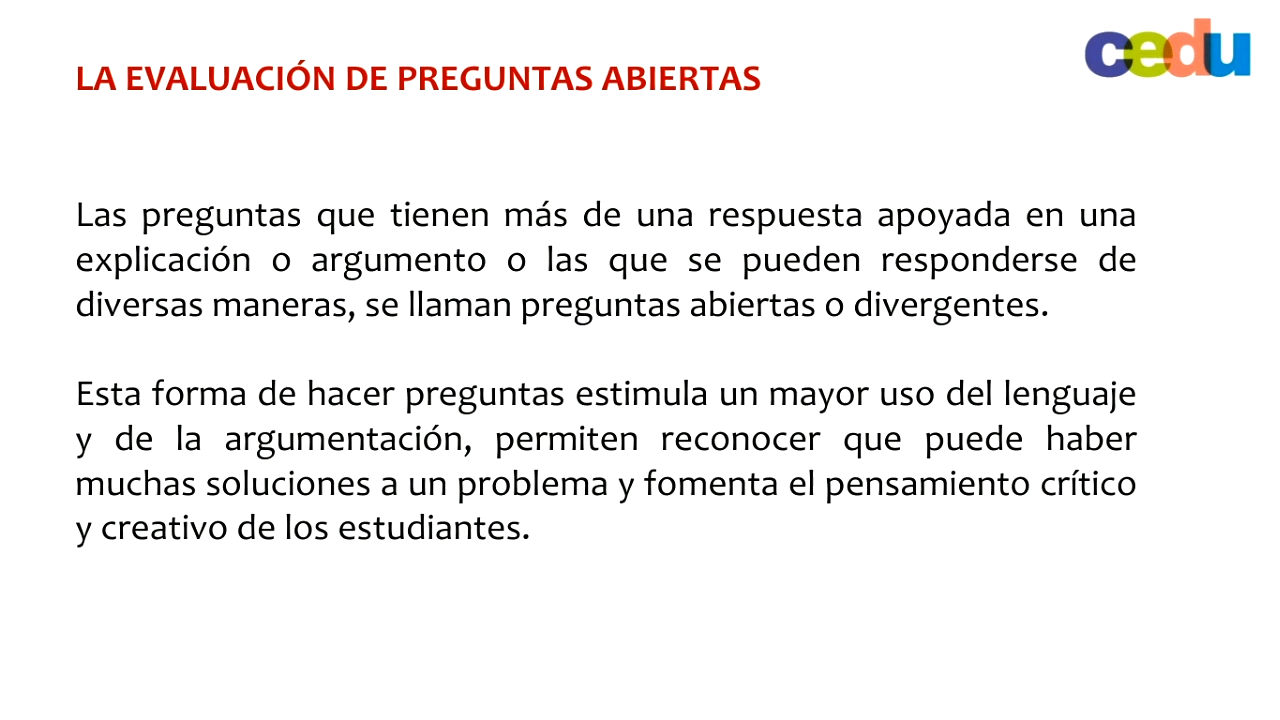 cedu
LA EVALUACIÓN DE PREGUNTAS ABIERTAS
Las preguntas que tienen más de una respuesta apoyada en una
explicación o argumento o las que se pueden responderse de
diversas maneras, se llaman preguntas abiertas o divergentes.
Esta forma de hacer preguntas estimula un mayor uso del lenguaje
y de la argumentación, permiten reconocer que puede haber
muchas soluciones a un problema y fomenta el pensamiento crítico
y creativo de los estudiantes.